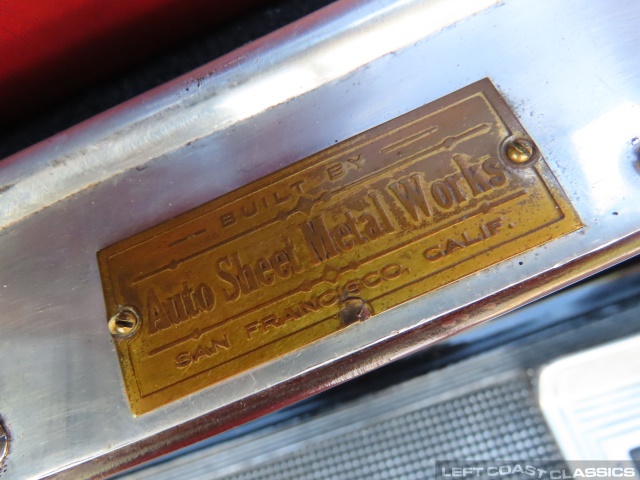 BUILT BY
Auto Sheet Metal Works
SAN FRANCISCO, CALIF.
LEFT COAST CLASSICS